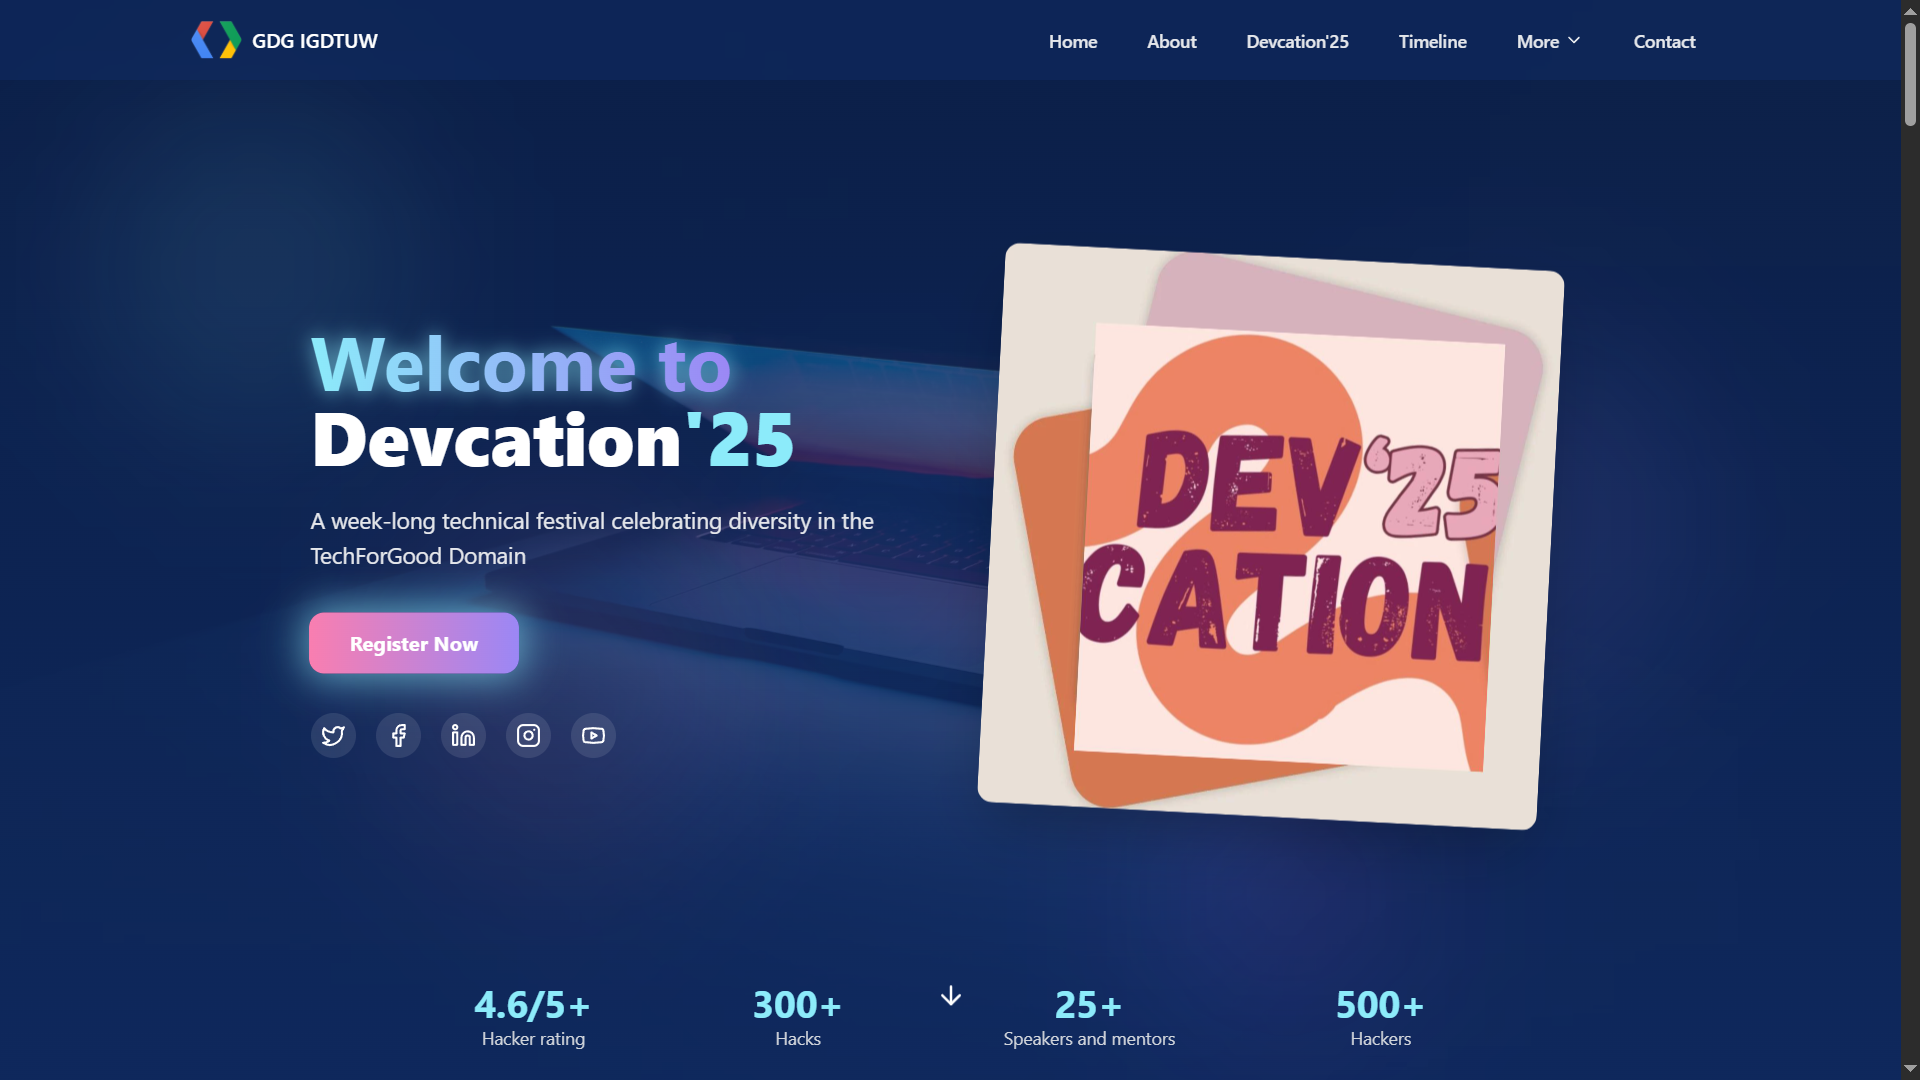 GDG IGDTUW
Home
About
Devcation'25
Timeline
More
Contact
Welcome to
Devcation'25
A week-long technical festival celebrating diversity in the
TechForGood Domain
Register Now
DEV '25
CATION
4.6/5+
Hacker rating
300+
Hacks
25+
Speakers and mentors
500+
Hackers